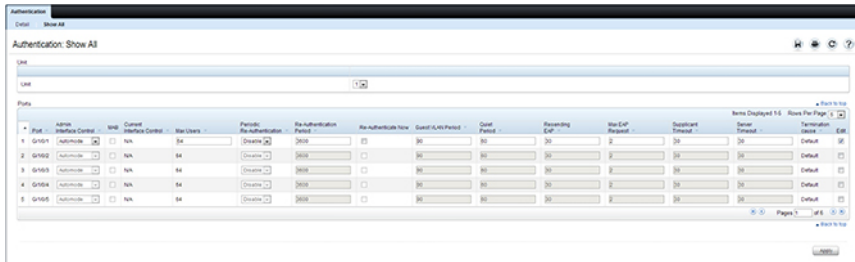 Authentication
Detail Show All
Authentication: Show All
Unit
Unit 1
Ports
Back to top
Items Displayed 1-5 Rows Per Page 5
Port Admin Interface Control MAB Current Interface Control Max Users Periodic Re-Authentication Re-Authentication Period Re-Authenticate Now Guest VLAN Period Quiet Period Resending EAP Max EAP Request Supplicant Timeout Server Timeout Termination cause Edit
1 Gi1/0/1 Automode N/A 64 Disable 3600 90 60 30 2 30 30 Default
2 Gi1/0/2 Automode N/A 64 Disable 3600 90 60 30 2 30 30 Default
3 Gi1/0/3 Automode N/A 64 Disable 3600 90 60 30 2 30 30 Default
4 Gi1/0/4 Automode N/A 64 Disable 3600 90 60 30 2 30 30 Default
5 Gi1/0/5 Automode N/A 64 Disable 3600 90 60 30 2 30 30 Default
Pages 1 of 6
Back to top
Apply